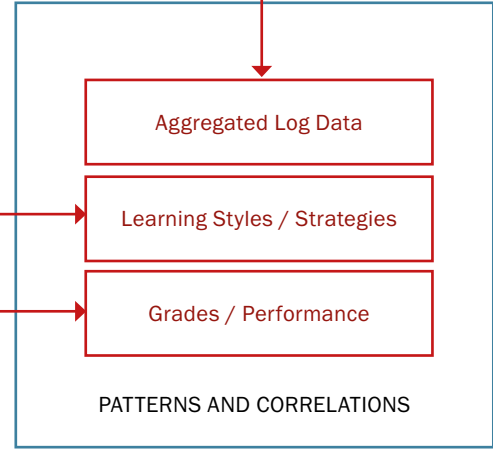 Aggregated Log Data
Learning Styles / Strategies
Grades / Performance
PATTERNS AND CORRELATIONS